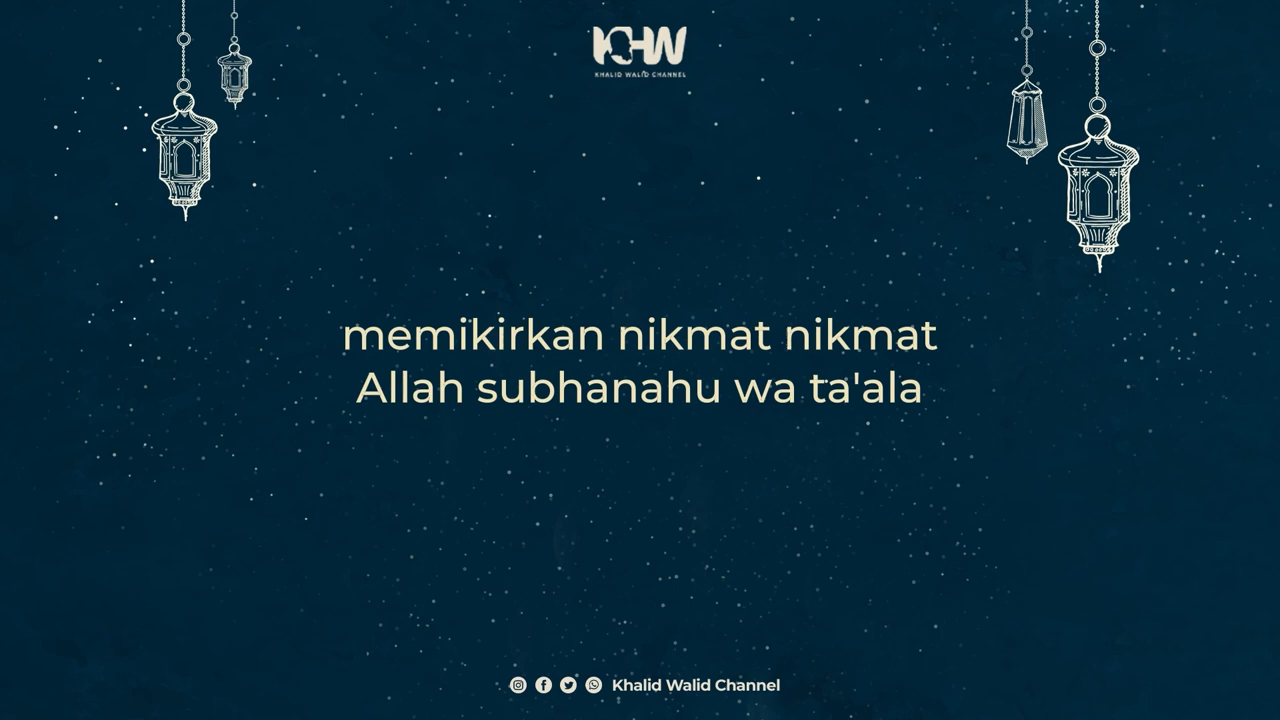 KHW
KHALID WALID CHANNEL
memikirkan nikmat nikmat
Allah subhanahu wa ta'ala
Khalid Walid Channel